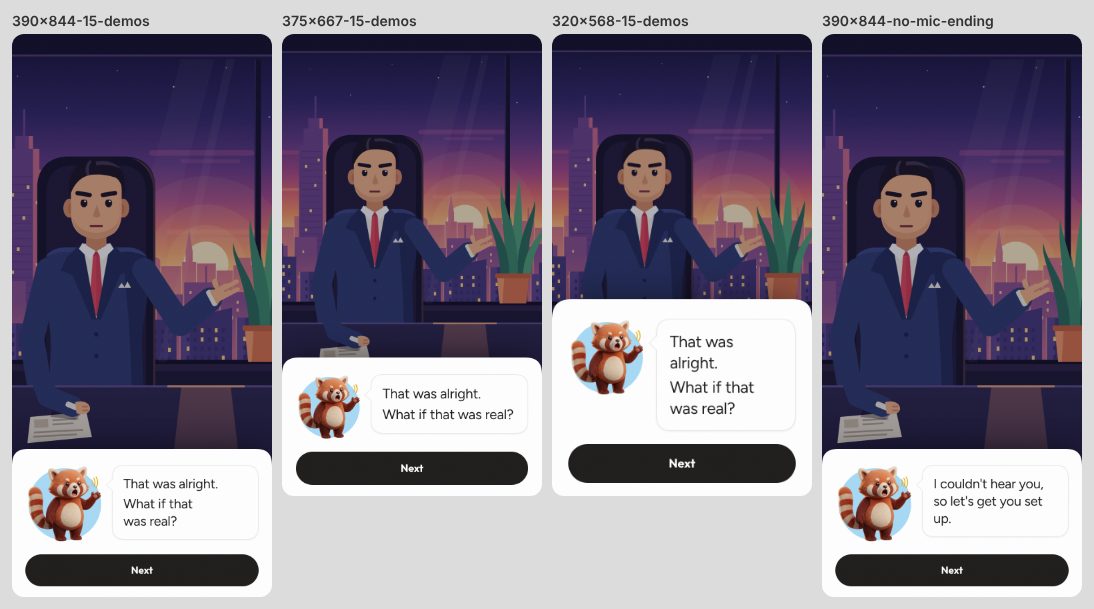 390×844-15-demos
375×667-15-demos
320×568-15-demos
390×844-no-mic-ending
That was alright.
What if that
was real?
Next
That was alright.
What if that was real?
Next
That was
alright.
What if that
was real?
Next
I couldn't hear you,
so let's get you set
up.
Next